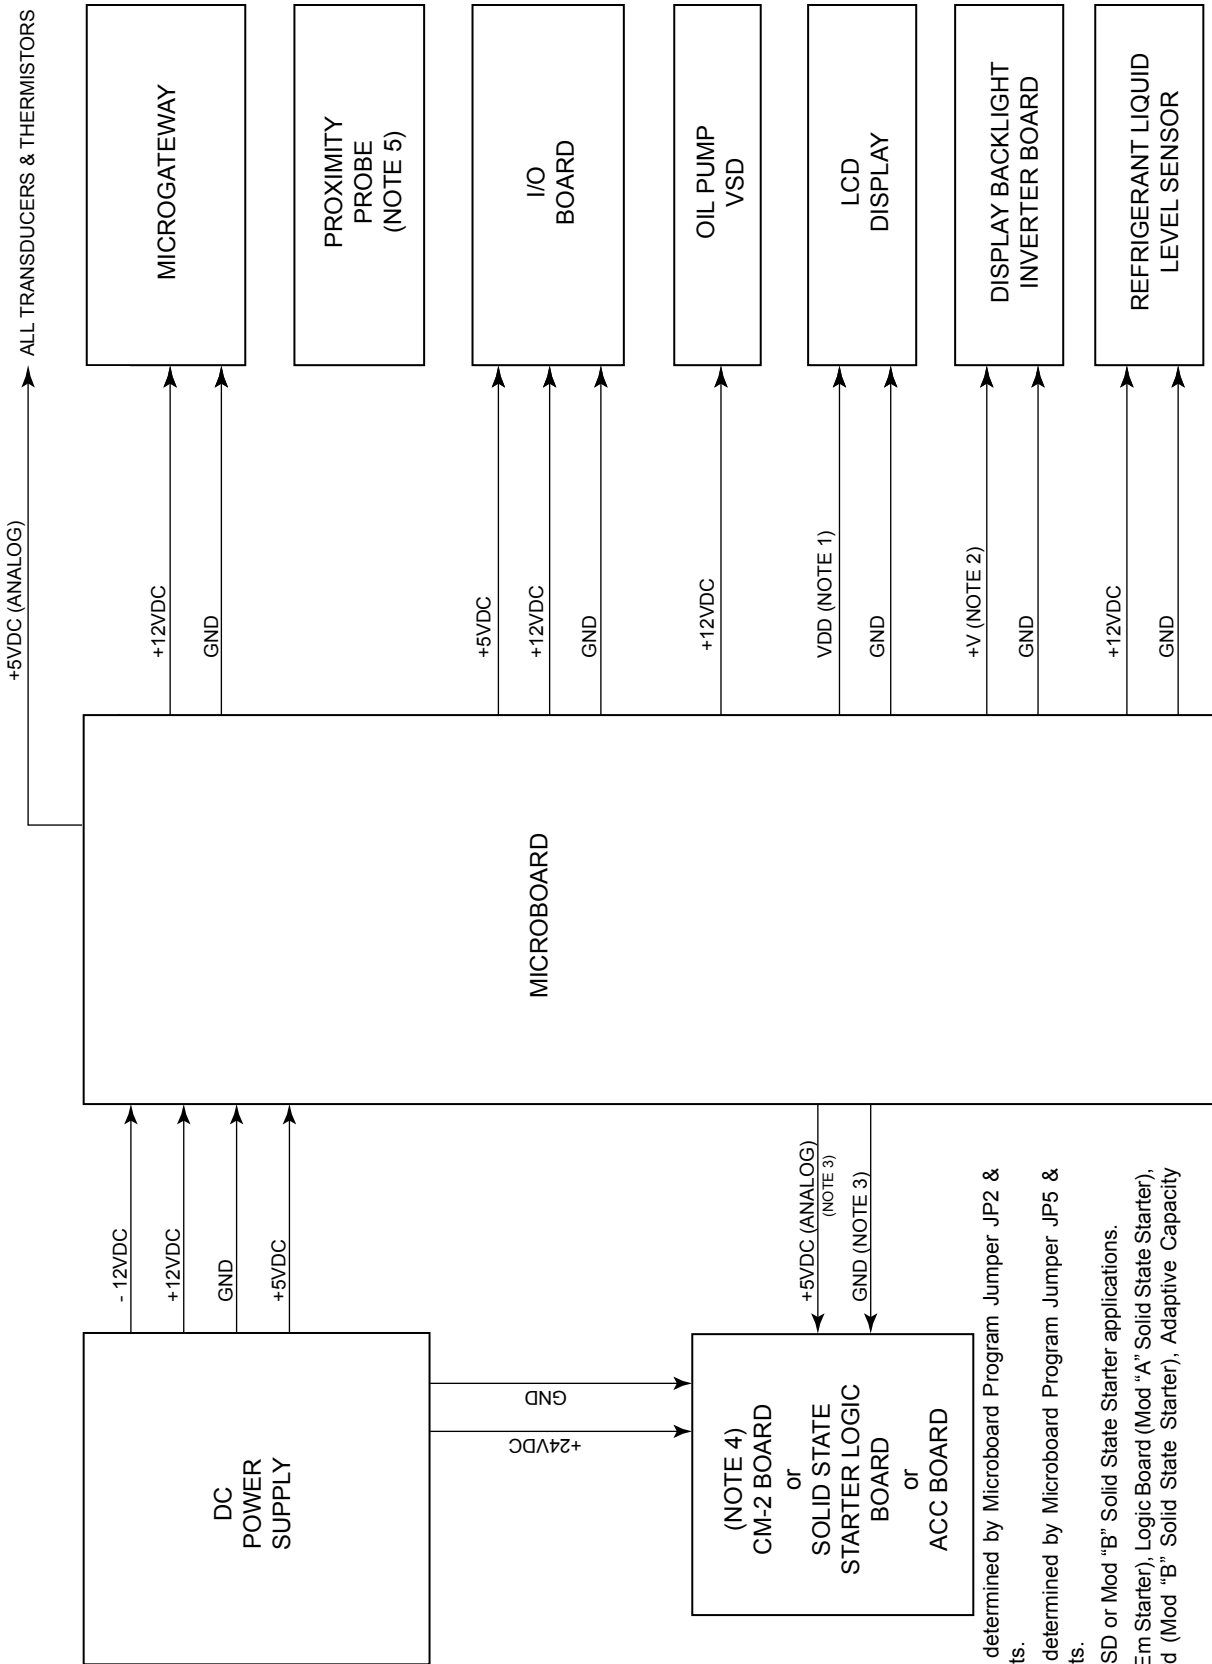 +5VDC (ANALOG)
ALL TRANSDUCERS & THERMISTORS
MICROGATEWAY
+12VDC
GND
PROXIMITY
PROBE
(NOTE 5)
I/O
BOARD
+5VDC
+12VDC
GND
OIL PUMP
VSD
+12VDC
LCD
DISPLAY
VDD (NOTE 1)
GND
DISPLAY BACKLIGHT
INVERTER BOARD
+V (NOTE 2)
GND
REFRIGERANT LIQUID
LEVEL SENSOR
+12VDC
GND
MICROBOARD
- 12VDC
+12VDC
GND
+5VDC
DC
POWER
SUPPLY
GND
+24VDC
+5VDC (ANALOG)
(NOTE 3)
GND (NOTE 3)
(NOTE 4)
CM-2 BOARD
or
SOLID STATE
STARTER LOGIC
BOARD
or
ACC BOARD
determined by Microboard Program Jumper JP2 &
ts.
determined by Microboard Program Jumper JP5 &
ts.
SD or Mod “B” Solid State Starter applications.
Em Starter), Logic Board (Mod “A” Solid State Starter),
d (Mod “B” Solid State Starter), Adaptive Capacity